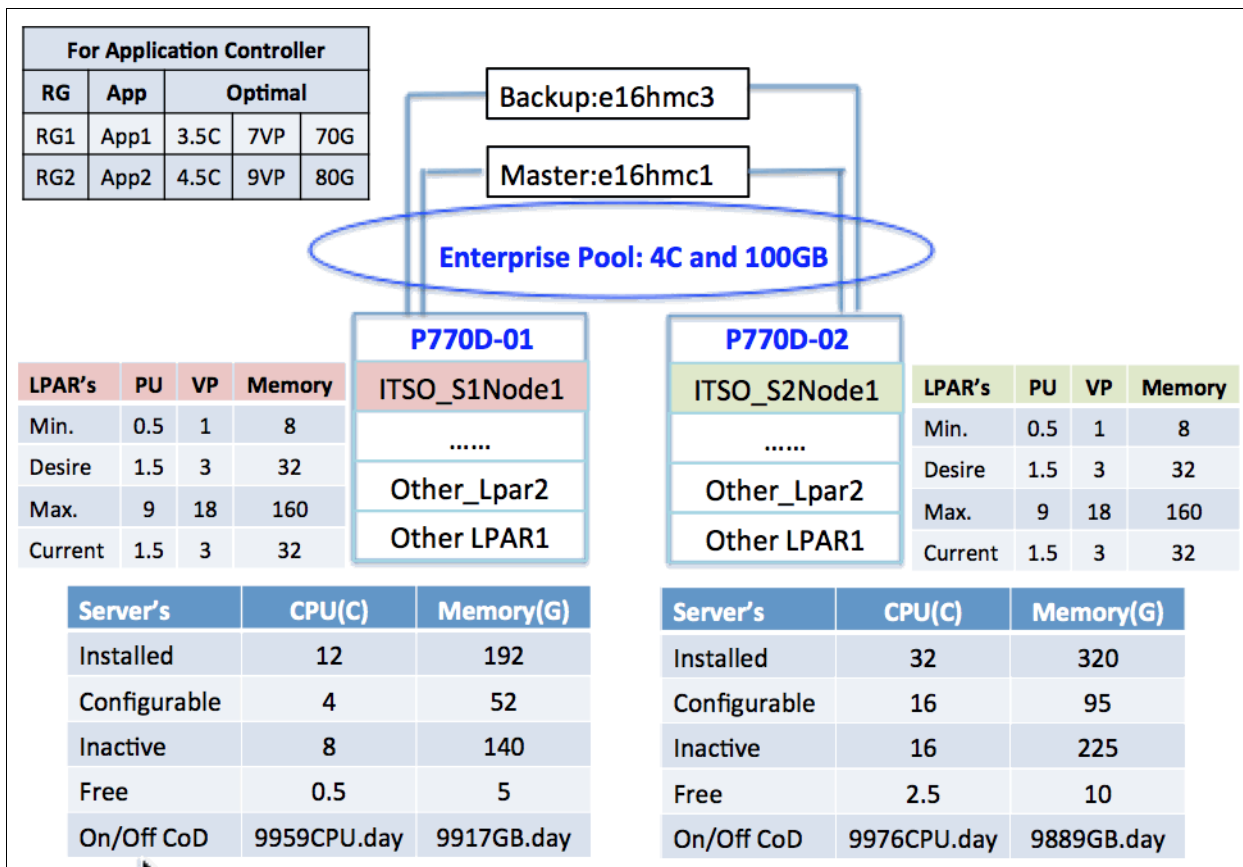 For Application Controller
RG App Optimal
RG1 App1 3.5C 7VP 70G
RG2 App2 4.5C 9VP 80G
Backup:e16hmc3
Master:e16hmc1
Enterprise Pool: 4C and 100GB
P770D-01
ITSO_S1Node1
......
Other_Lpar2
Other LPAR1
P770D-02
ITSO_S2Node1
......
Other_Lpar2
Other LPAR1
LPAR's PU VP Memory
Min. 0.5 1 8
Desire 1.5 3 32
Max. 9 18 160
Current 1.5 3 32
LPAR's PU VP Memory
Min. 0.5 1 8
Desire 1.5 3 32
Max. 9 18 160
Current 1.5 3 32
Server's CPU(C) Memory(G)
Installed 12 192
Configurable 4 52
Inactive 8 140
Free 0.5 5
On/Off CoD 9959CPU.day 9917GB.day
Server's CPU(C) Memory(G)
Installed 32 320
Configurable 16 95
Inactive 16 225
Free 2.5 10
On/Off CoD 9976CPU.day 9889GB.day